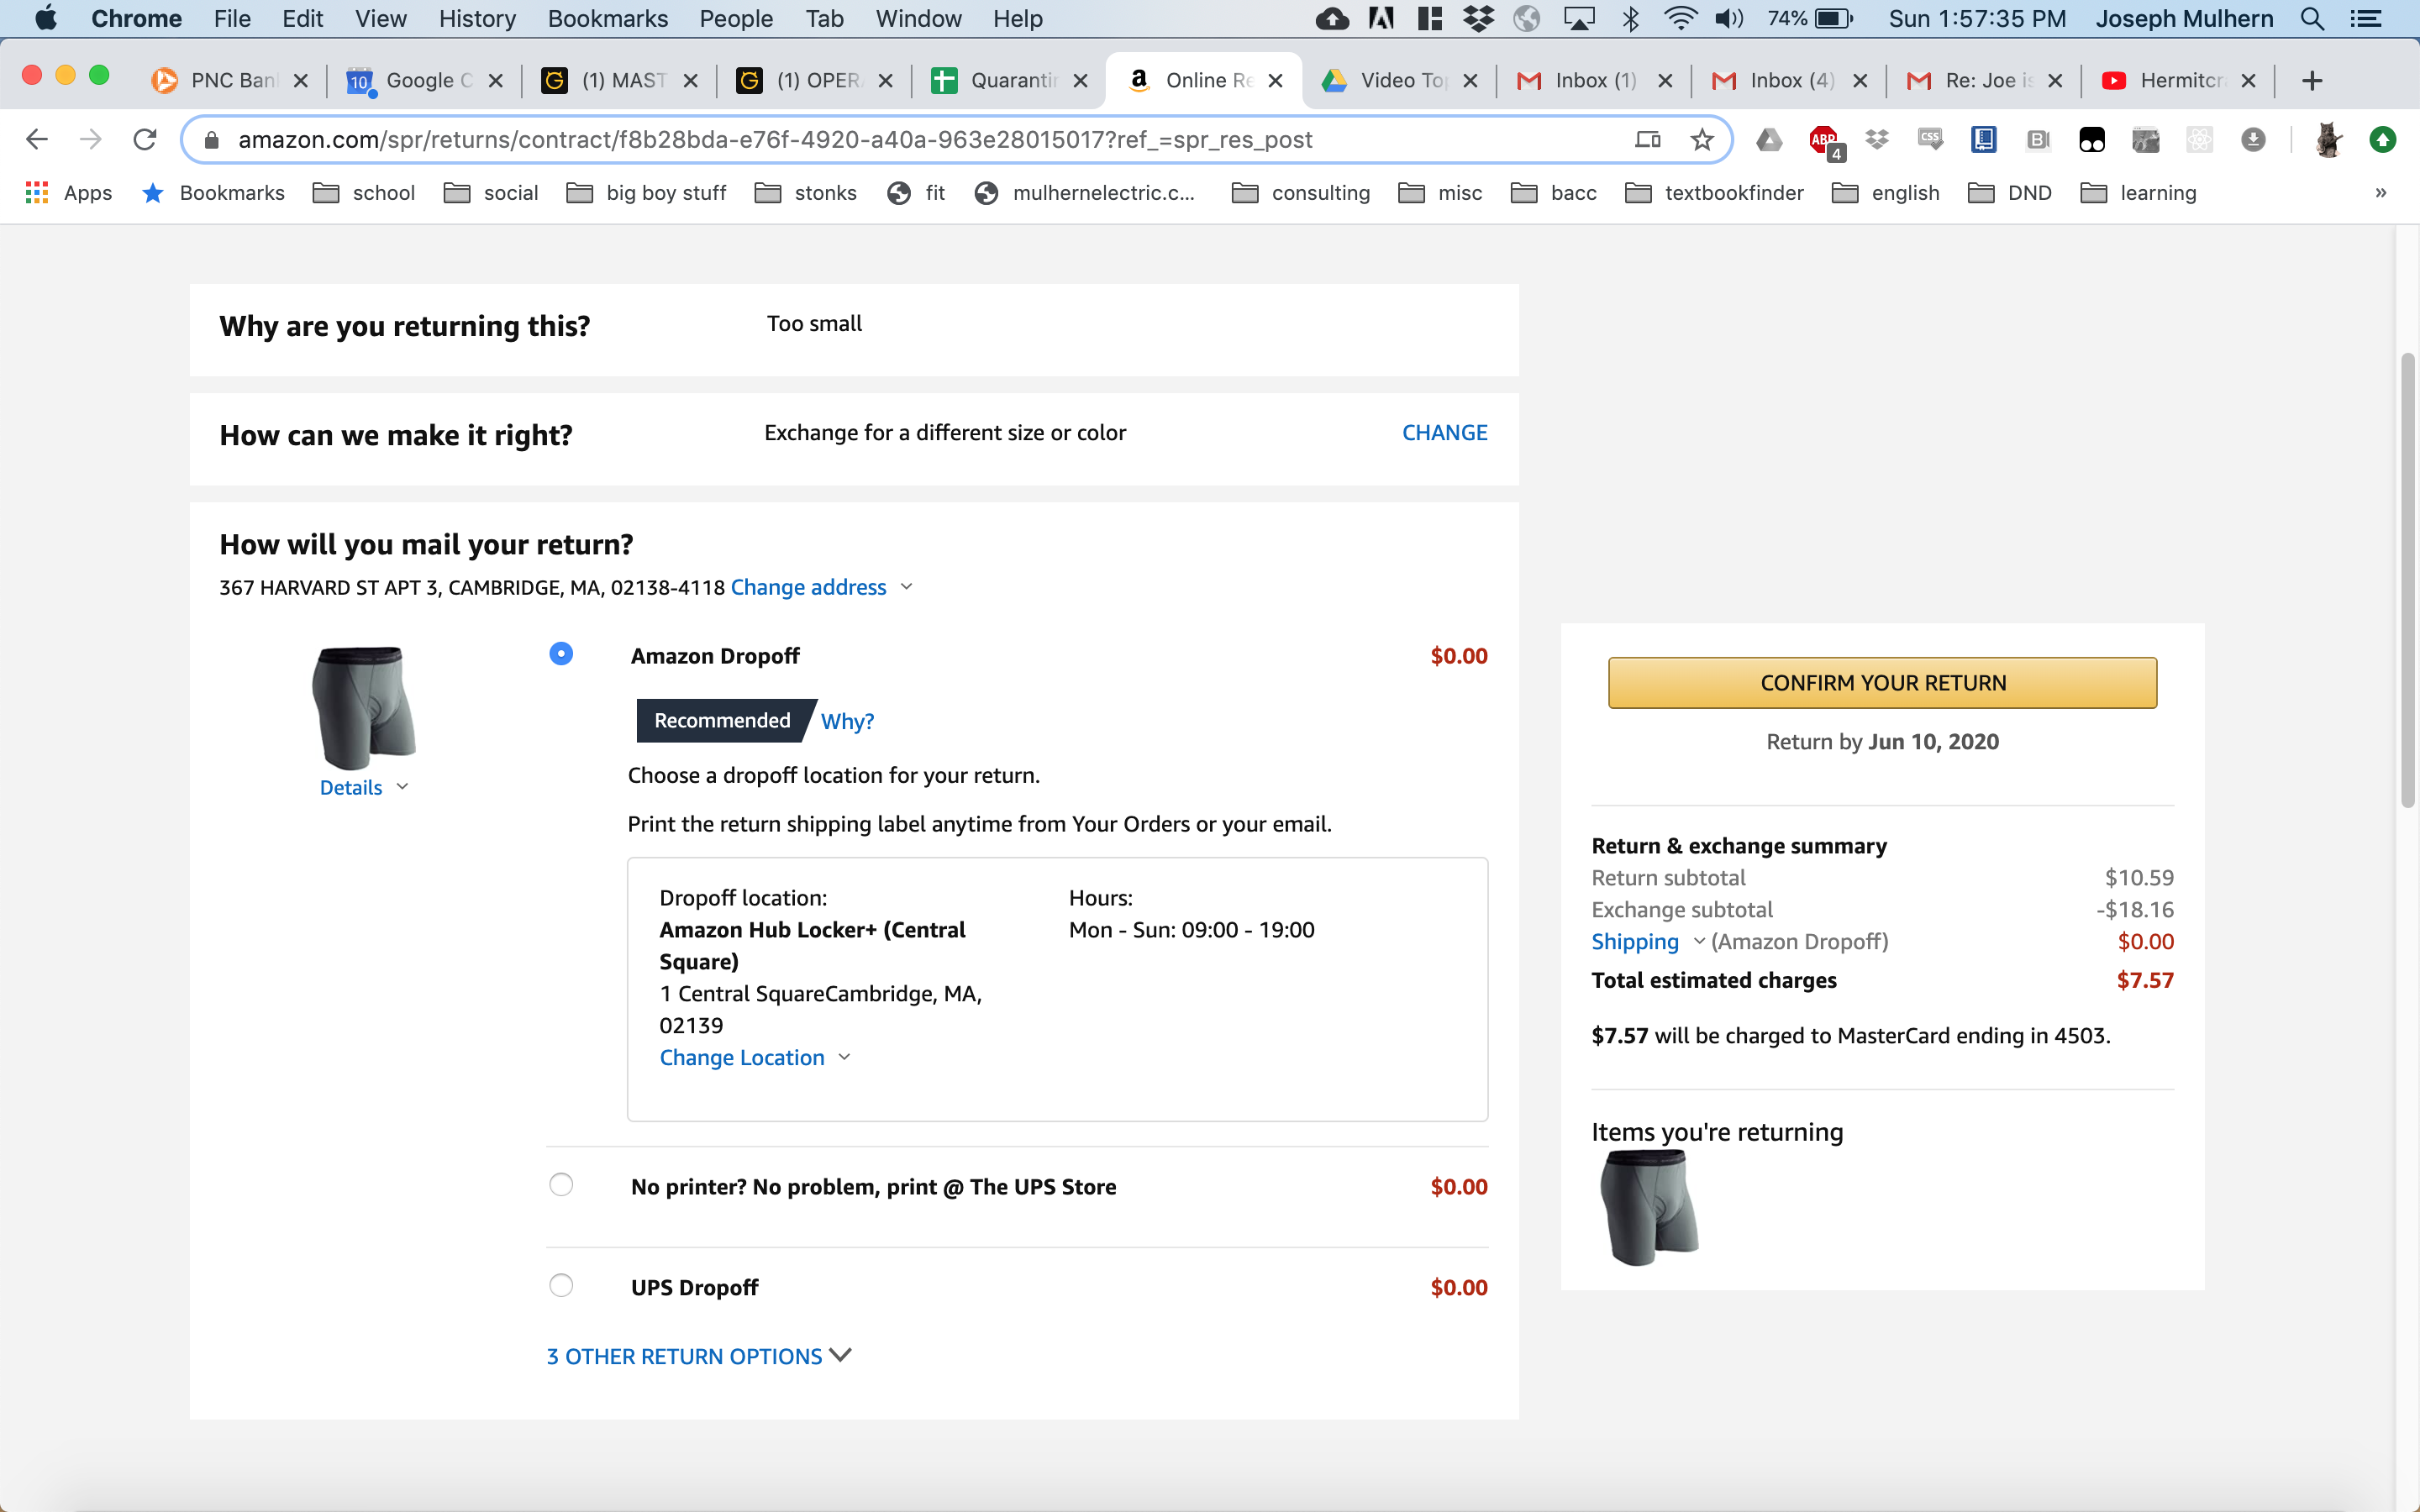 Chrome File Edit View History Bookmarks People Tab Window Help 74% Sun 1:57:35 PM Joseph Mulhern
PNC Ban Google C (1) MAST (1) OPER Quarantin Online Re Video To Inbox (1) Inbox (4) Re: Joe is Hermitcr
amazon.com/spr/returns/contract/f8b28bda-e76f-4920-a40a-963e28015017?ref_=spr_res_post
Apps Bookmarks school social big boy stuff stonks fit mulhernelectric.c... consulting misc bacc textbookfinder english DND learning »
Why are you returning this? Too small
How can we make it right? Exchange for a different size or color CHANGE
How will you mail your return?
367 HARVARD ST APT 3, CAMBRIDGE, MA, 02138-4118 Change address
Details
Amazon Dropoff $0.00
Recommended Why?
Choose a dropoff location for your return.
Print the return shipping label anytime from Your Orders or your email.
Dropoff location:
Amazon Hub Locker+ (Central
Square)
1 Central SquareCambridge, MA,
02139
Change Location
Hours:
Mon - Sun: 09:00 - 19:00
No printer? No problem, print @ The UPS Store $0.00
UPS Dropoff $0.00
3 OTHER RETURN OPTIONS
CONFIRM YOUR RETURN
Return by Jun 10, 2020
Return & exchange summary
Return subtotal $10.59
Exchange subtotal -$18.16
Shipping (Amazon Dropoff) $0.00
Total estimated charges $7.57
$7.57 will be charged to MasterCard ending in 4503.
Items you're returning